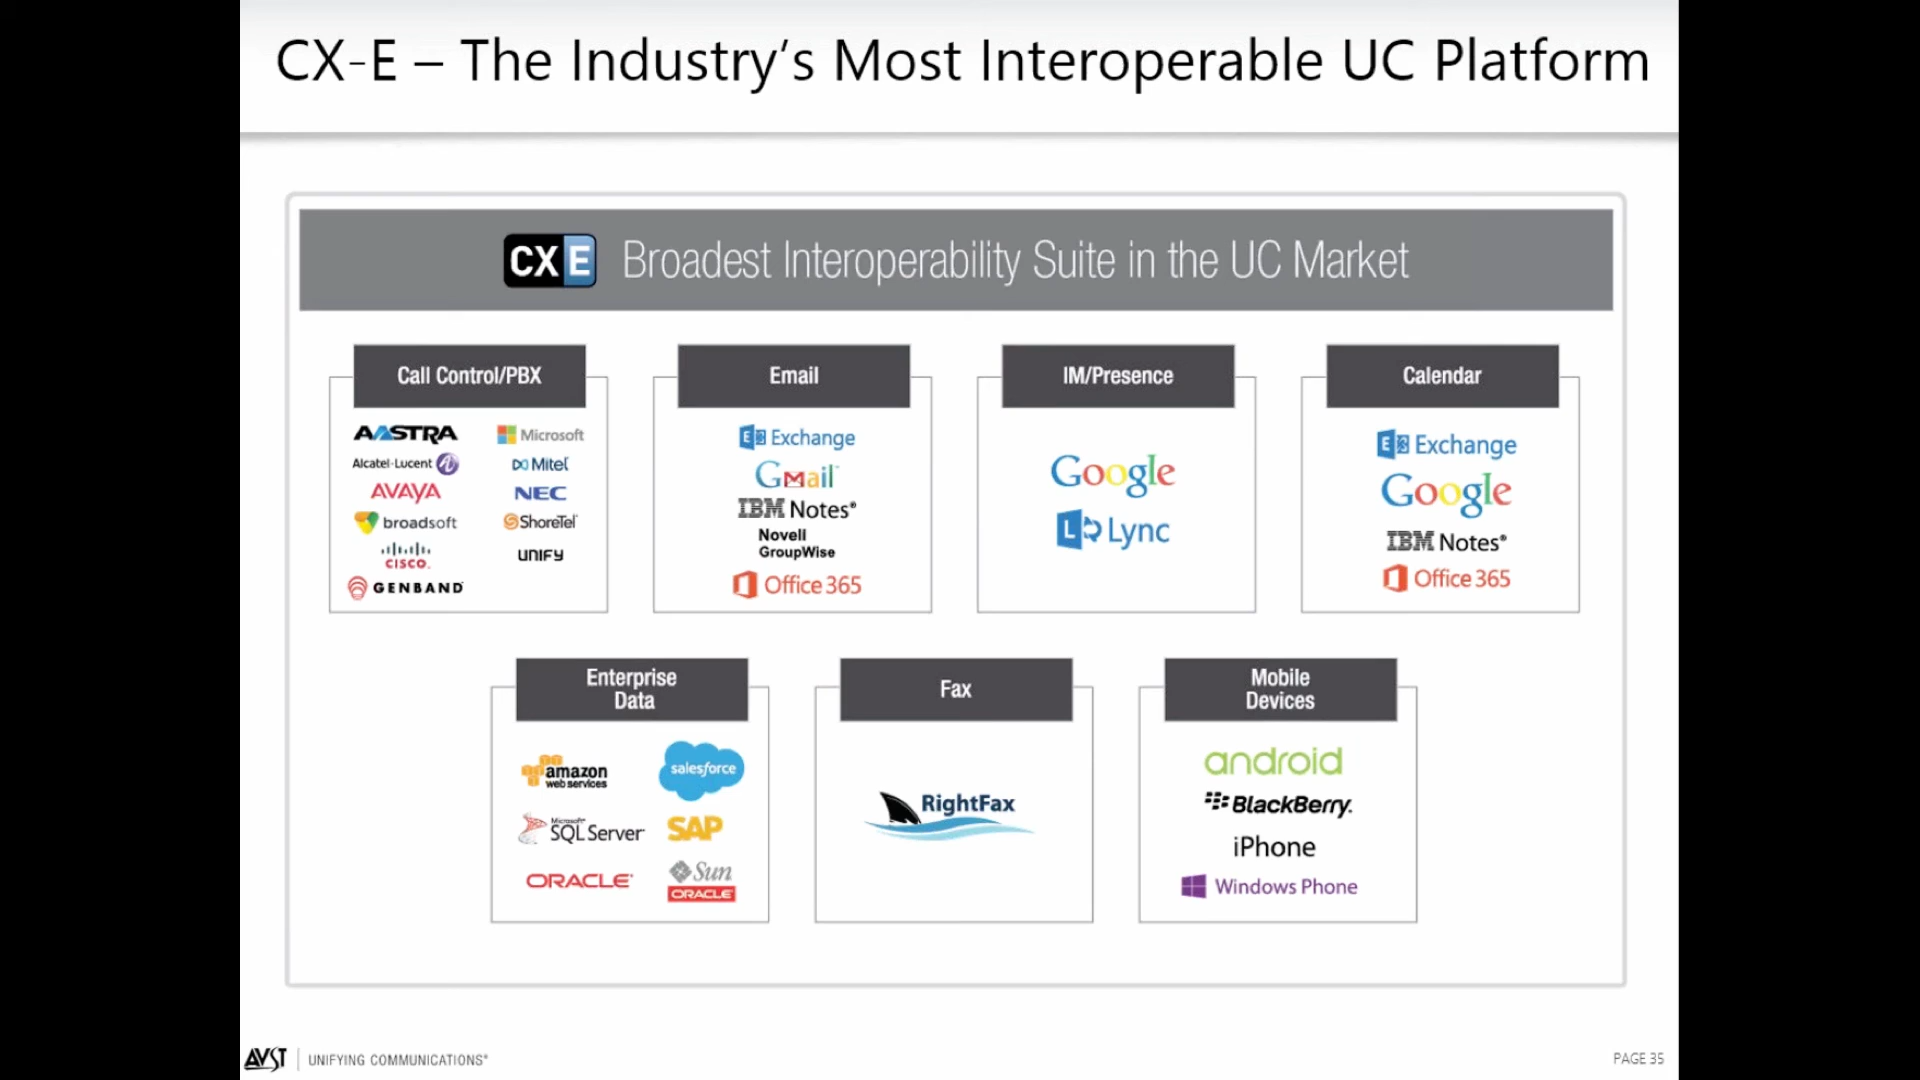 CX-E – The Industry's Most Interoperable UC Platform
CX E Broadest Interoperability Suite in the UC Market
Call Control/PBX
AASTRA
Microsoft
Alcatel·Lucent
Mitel
AVAYA
NEC
broadsoft
ShoreTel
CISCO.
UNIFY
GENBAND
Email
Exchange
GMail
IBM Notes®
Novell
GroupWise
Office 365
IM/Presence
Google
Lync
Calendar
Exchange
Google
IBM Notes®
Office 365
Enterprise
Data
amazon
web services
salesforce
Microsoft®
SQL Server
SAP
ORACLE
Sun
ORACLE
Fax
RightFax
Mobile
Devices
android
BlackBerry.
iPhone
Windows Phone
AVST UNIFYING COMMUNICATIONS®
PAGE 35